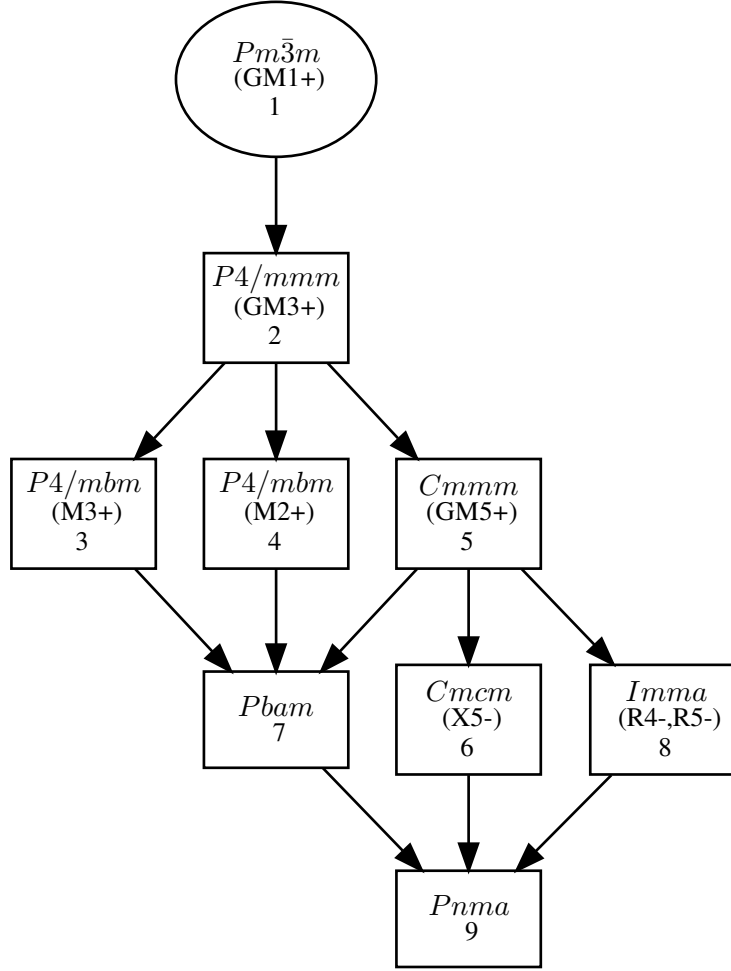 Pm3̄m
(GM1+)
1
P4/mmm
(GM3+)
2
P4/mbm
(M3+)
3
P4/mbm
(M2+)
4
Cmmm
(GM5+)
5
Pbam
7
Cmcm
(X5-)
6
Imma
(R4-,R5-)
8
Pnma
9